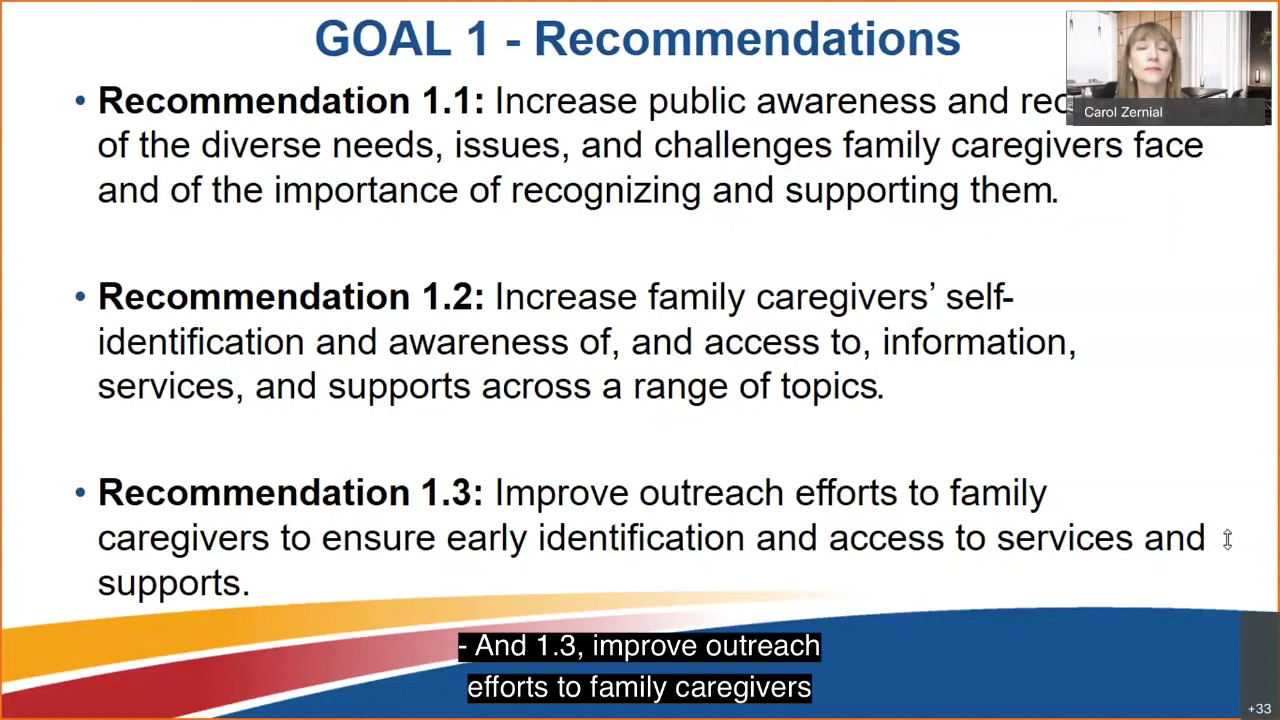 GOAL 1 - Recommendations
• Recommendation 1.1: Increase public awareness and
of the diverse needs, issues, and challenges family caregivers face
and of the importance of recognizing and supporting them.
Carol Zernial
• Recommendation 1.2: Increase family caregivers’ self-
identification and awareness of, and access to, information,
services, and supports across a range of topics.
• Recommendation 1.3: Improve outreach efforts to family
caregivers to ensure early identification and access to services and
supports.
- And 1.3, improve outreach
efforts to family caregivers
+33